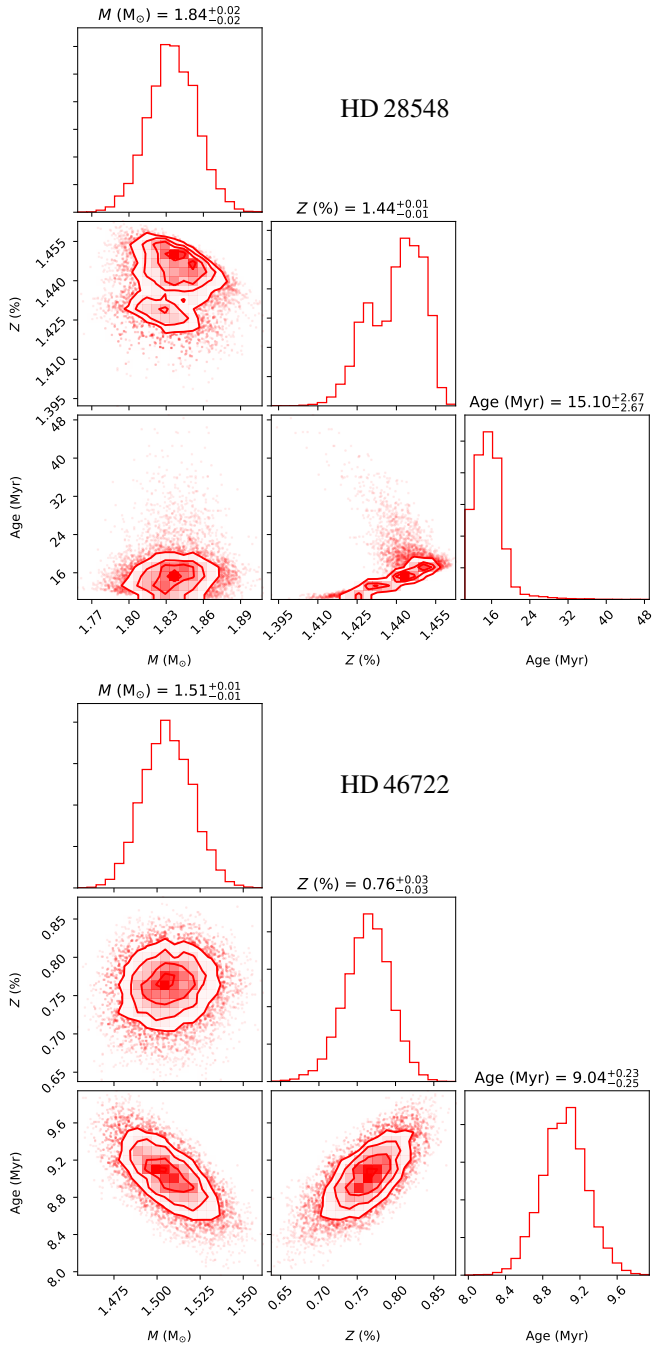 M (M⊙) = 1.84 +0.02 −0.02
HD 28548
Z (%) = 1.44 +0.01 −0.01
1.455
1.440
1.425
1.410
1.395
Z (%)
Age (Myr) = 15.10 +2.67 −2.67
48
40
32
24
16
Age (Myr)
1.77 1.80 1.83 1.86 1.89
1.395 1.410 1.425 1.440 1.455
16 24 32 40 48
M (M⊙) Z (%) Age (Myr)
M (M⊙) = 1.51 +0.01 −0.01
HD 46722
Z (%) = 0.76 +0.03 −0.03
0.85
0.80
0.75
0.70
0.65
Z (%)
Age (Myr) = 9.04 +0.23 −0.25
9.6
9.2
8.8
8.4
8.0
Age (Myr)
1.475 1.500 1.525 1.550
0.65 0.70 0.75 0.80 0.85
8.0 8.4 8.8 9.2 9.6
M (M⊙) Z (%) Age (Myr)